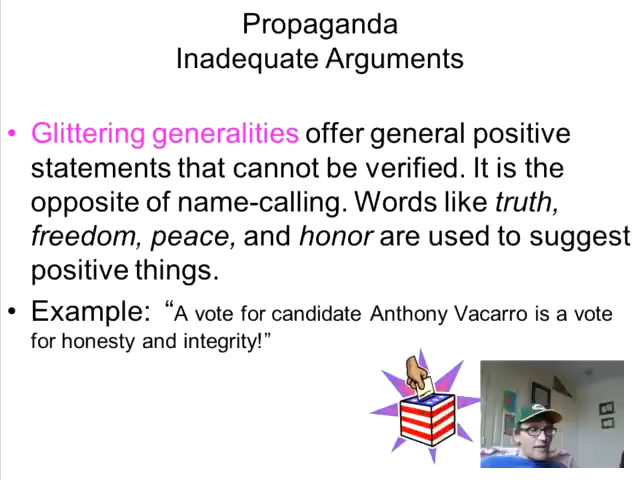 Propaganda
Inadequate Arguments
• Glittering generalities offer general positive
statements that cannot be verified. It is the
opposite of name-calling. Words like truth,
freedom, peace, and honor are used to suggest
positive things.
• Example: “A vote for candidate Anthony Vacarro is a vote
for honesty and integrity!”